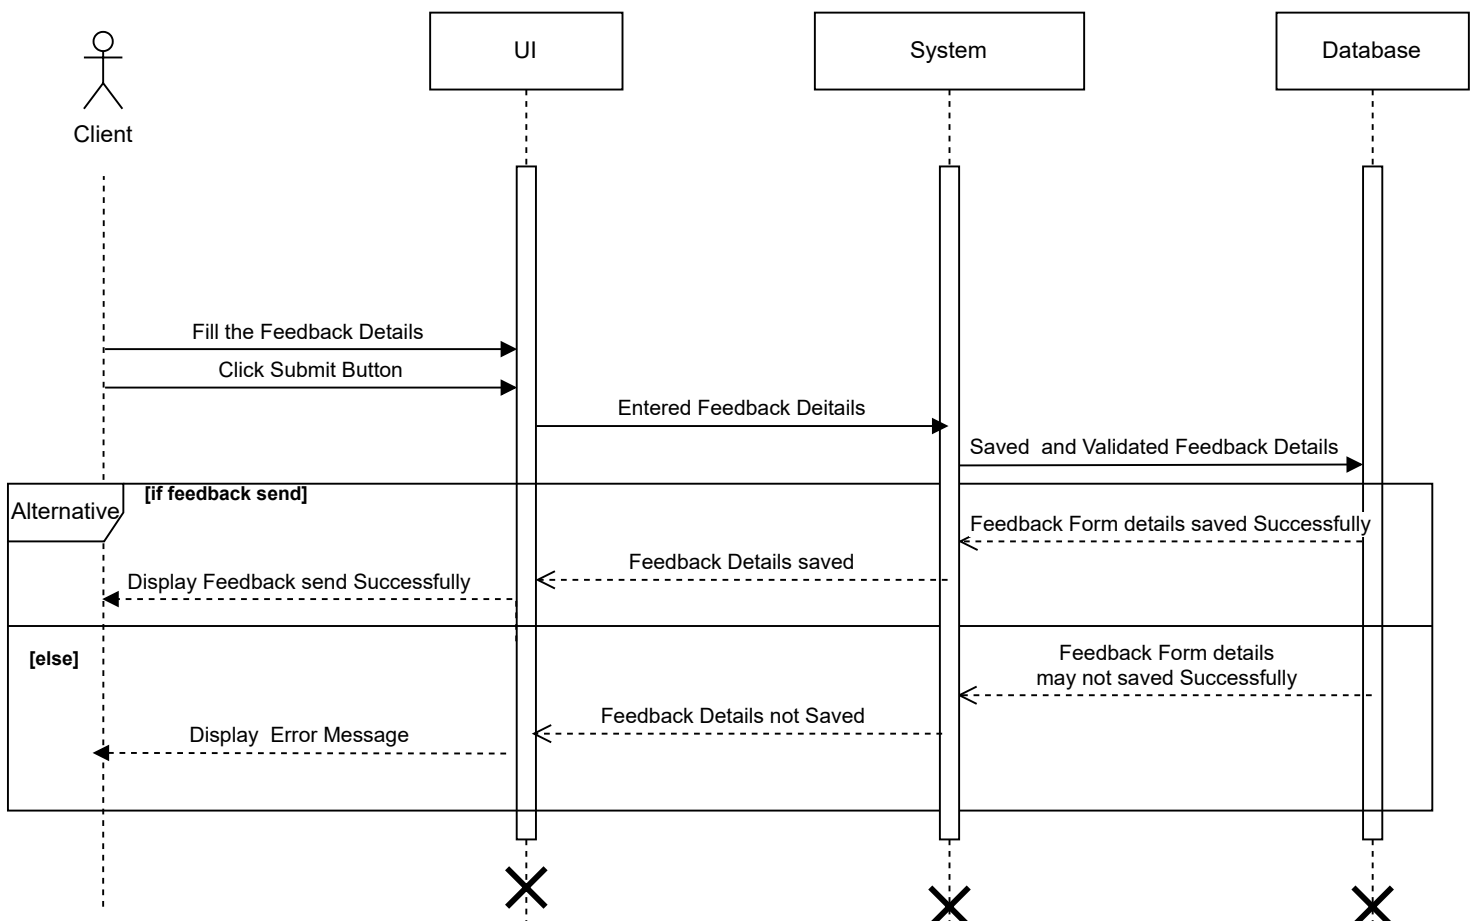 UI
System
Database
Client
Fill the Feedback Details
Click Submit Button
Entered Feedback Deitails
Saved  and Validated Feedback Details
[if feedback send]
Alternative
Feedback Form details saved Successfully
Feedback Details saved
Display Feedback send Successfully
[else]
Feedback Form details
may not saved Successfully
Feedback Details not Saved
Display  Error Message